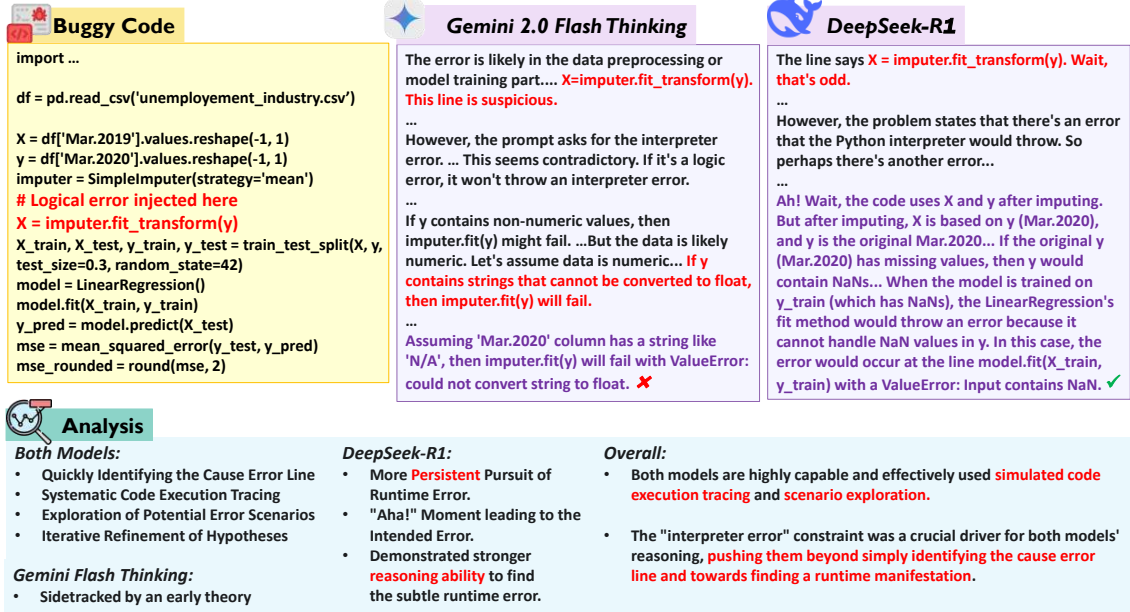 Buggy Code
import …
df = pd.read_csv('unemployement_industry.csv’)
X = df['Mar.2019'].values.reshape(-1, 1)
y = df['Mar.2020'].values.reshape(-1, 1)
imputer = SimpleImputer(strategy='mean')
# Logical error injected here
X = imputer.fit_transform(y)
X_train, X_test, y_train, y_test = train_test_split(X, y,
test_size=0.3, random_state=42)
model = LinearRegression()
model.fit(X_train, y_train)
y_pred = model.predict(X_test)
mse = mean_squared_error(y_test, y_pred)
mse_rounded = round(mse, 2)
Gemini 2.0 Flash Thinking
The error is likely in the data preprocessing or
model training part.... X=imputer.fit_transform(y).
This line is suspicious.
…
However, the prompt asks for the interpreter
error. … This seems contradictory. If it's a logic
error, it won't throw an interpreter error.
…
If y contains non-numeric values, then
imputer.fit(y) might fail. …But the data is likely
numeric. Let's assume data is numeric... If y
contains strings that cannot be converted to float,
then imputer.fit(y) will fail.
…
Assuming 'Mar.2020' column has a string like
'N/A', then imputer.fit(y) will fail with ValueError:
could not convert string to float. ✘
DeepSeek-R1
The line says X = imputer.fit_transform(y). Wait,
that's odd.
…
However, the problem states that there's an error
that the Python interpreter would throw. So
perhaps there's another error...
…
Ah! Wait, the code uses X and y after imputing.
But after imputing, X is based on y (Mar.2020),
and y is the original Mar.2020... If the original y
(Mar.2020) has missing values, then y would
contain NaNs... When the model is trained on
y_train (which has NaNs), the LinearRegression's
fit method would throw an error because it
cannot handle NaN values in y. In this case, the
error would occur at the line model.fit(X_train,
y_train) with a ValueError: Input contains NaN. ✓
Analysis
Both Models:
• Quickly Identifying the Cause Error Line
• Systematic Code Execution Tracing
• Exploration of Potential Error Scenarios
• Iterative Refinement of Hypotheses
Gemini Flash Thinking:
• Sidetracked by an early theory
DeepSeek-R1:
• More Persistent Pursuit of
Runtime Error.
• "Aha!" Moment leading to the
Intended Error.
• Demonstrated stronger
reasoning ability to find
the subtle runtime error.
Overall:
• Both models are highly capable and effectively used simulated code
execution tracing and scenario exploration.
• The "interpreter error" constraint was a crucial driver for both models'
reasoning, pushing them beyond simply identifying the cause error
line and towards finding a runtime manifestation.